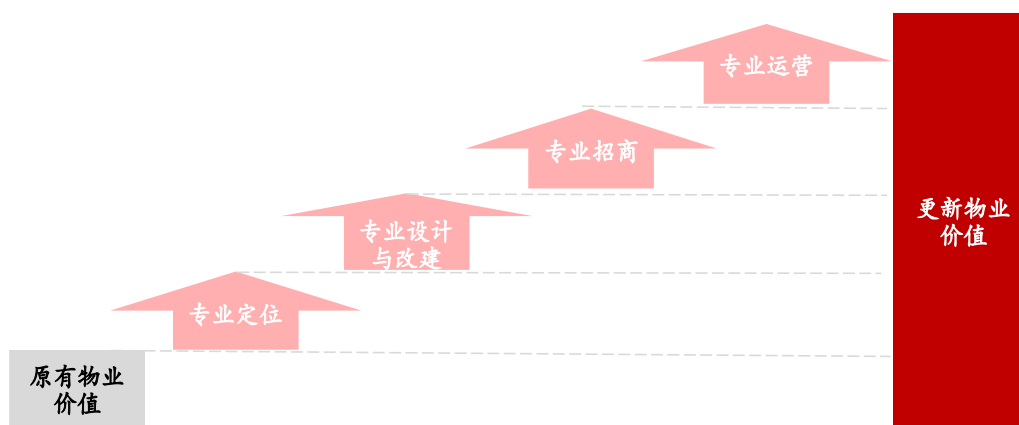 专业运营
专业招商
更新物业
价值
专业设计
与改建
专业定位
原有物业
价值